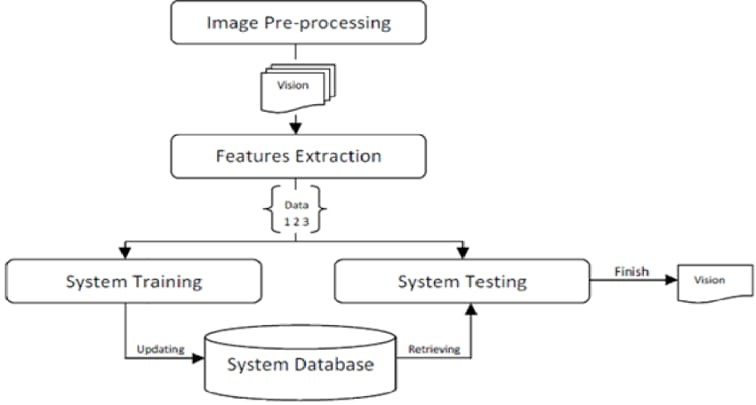 Image Pre-processing
Vision
Features Extraction
Data
1 2 3
System Training
System Testing
Finish
Vision
Updating
System Database
Retrieving